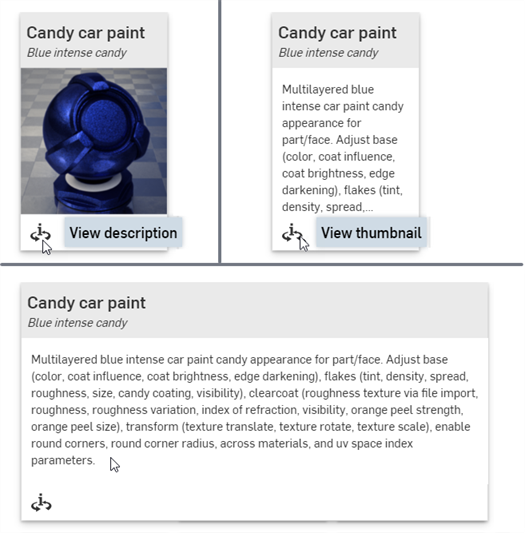 Candy car paint
Blue intense candy
View description
Candy car paint
Blue intense candy
Multilayered blue
intense car paint candy
appearance for
part/face. Adjust base
(color, coat influence,
coat brightness, edge
darkening), flakes (tint,
density, spread,...
View thumbnail
Candy car paint
Blue intense candy
Multilayered blue intense car paint candy appearance for part/face. Adjust base
(color, coat influence, coat brightness, edge darkening), flakes (tint, density, spread,
roughness, size, candy coating, visibility), clearcoat (roughness texture via file import,
roughness, roughness variation, index of refraction, visibility, orange peel strength,
orange peel size), transform (texture translate, texture rotate, texture scale), enable
round corners, round corner radius, across materials, and uv space index
parameters.